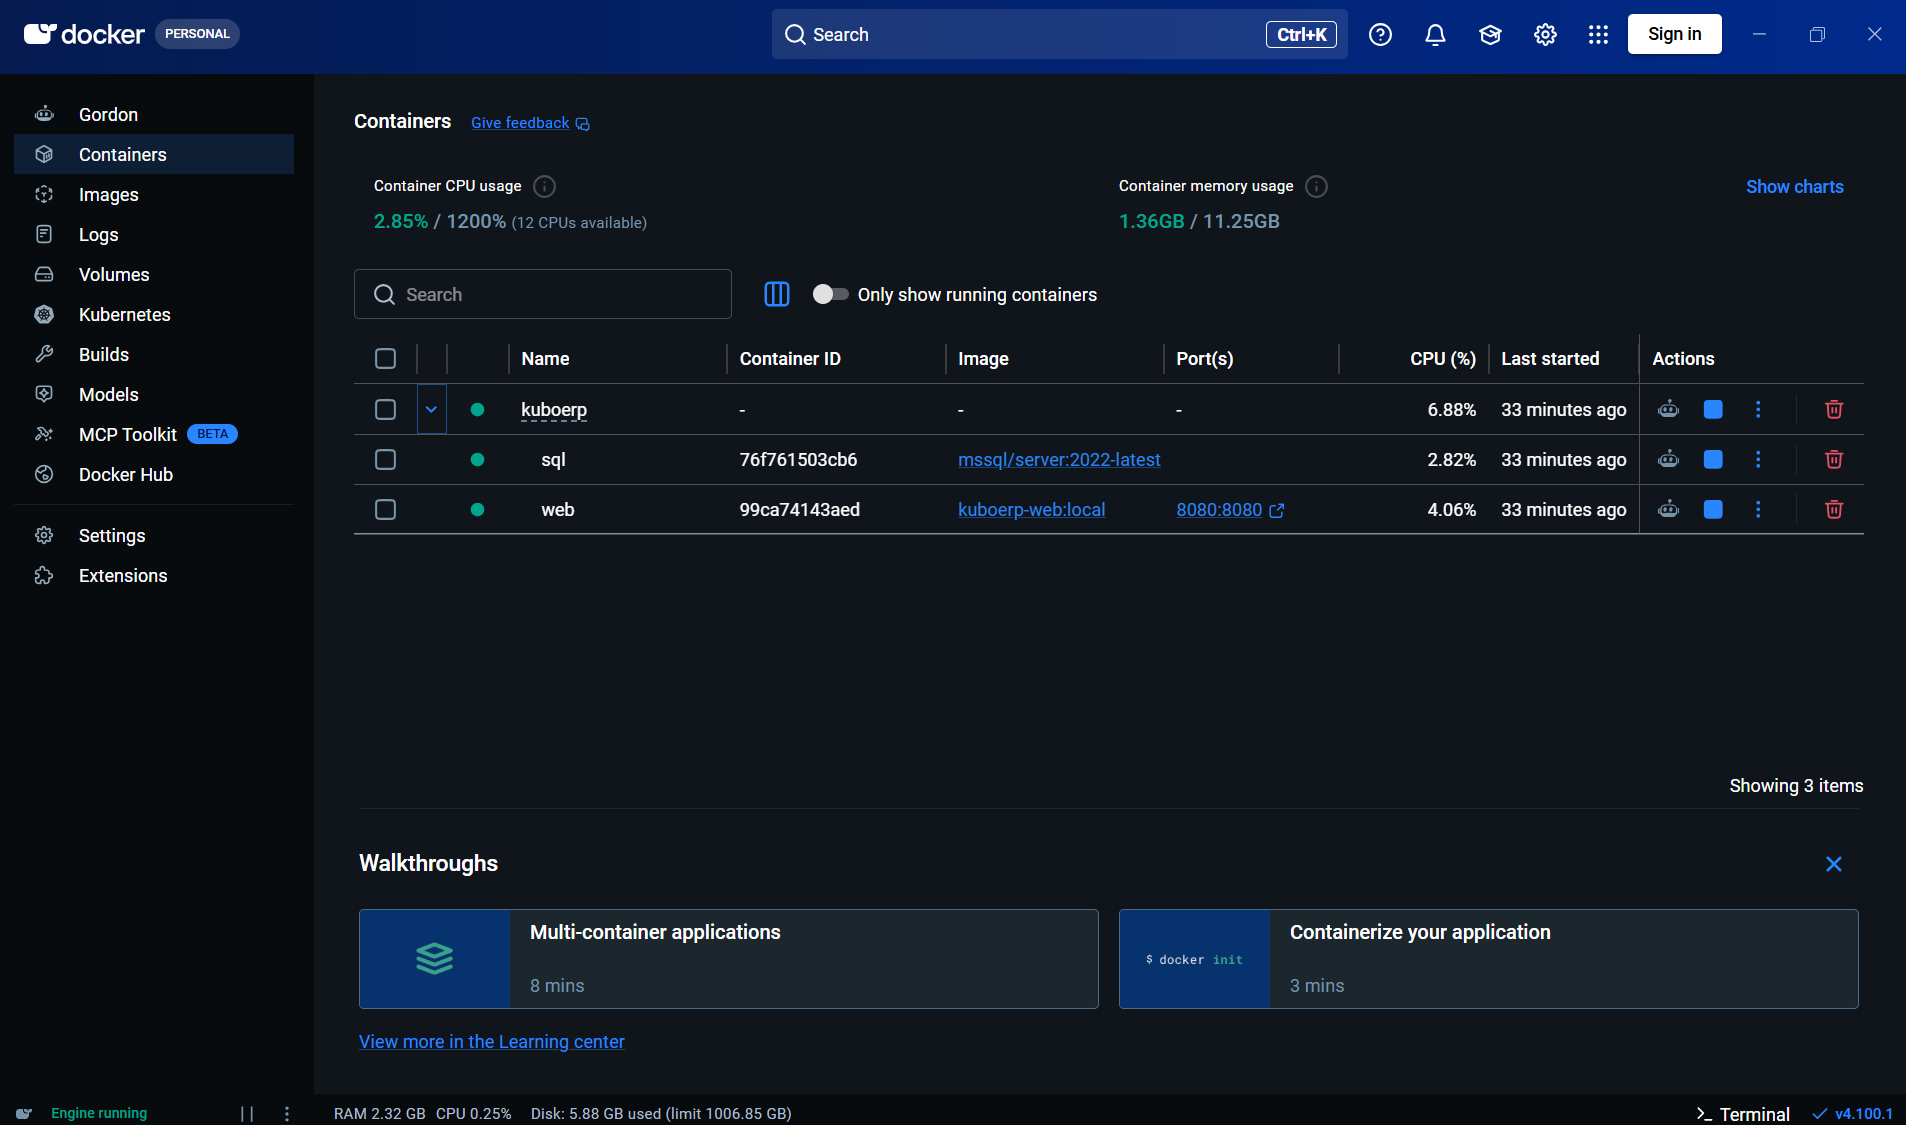 docker PERSONAL
Search Ctrl+K
Sign in
Gordon
Containers
Images
Logs
Volumes
Kubernetes
Builds
Models
MCP Toolkit BETA
Docker Hub
Settings
Extensions
Containers Give feedback
Container CPU usage
2.85% / 1200% (12 CPUs available)
Container memory usage
1.36GB / 11.25GB
Show charts
Search
Only show running containers
Name Container ID Image Port(s) CPU (%) Last started Actions
kuboerp - - - 6.88% 33 minutes ago
sql 76f761503cb6 mssql/server:2022-latest 2.82% 33 minutes ago
web 99ca74143aed kuboerp-web:local 8080:8080 4.06% 33 minutes ago
Showing 3 items
Walkthroughs
Multi-container applications
8 mins
$ docker init
Containerize your application
3 mins
View more in the Learning center
Engine running
RAM 2.32 GB CPU 0.25% Disk: 5.88 GB used (limit 1006.85 GB)
Terminal
v4.100.1